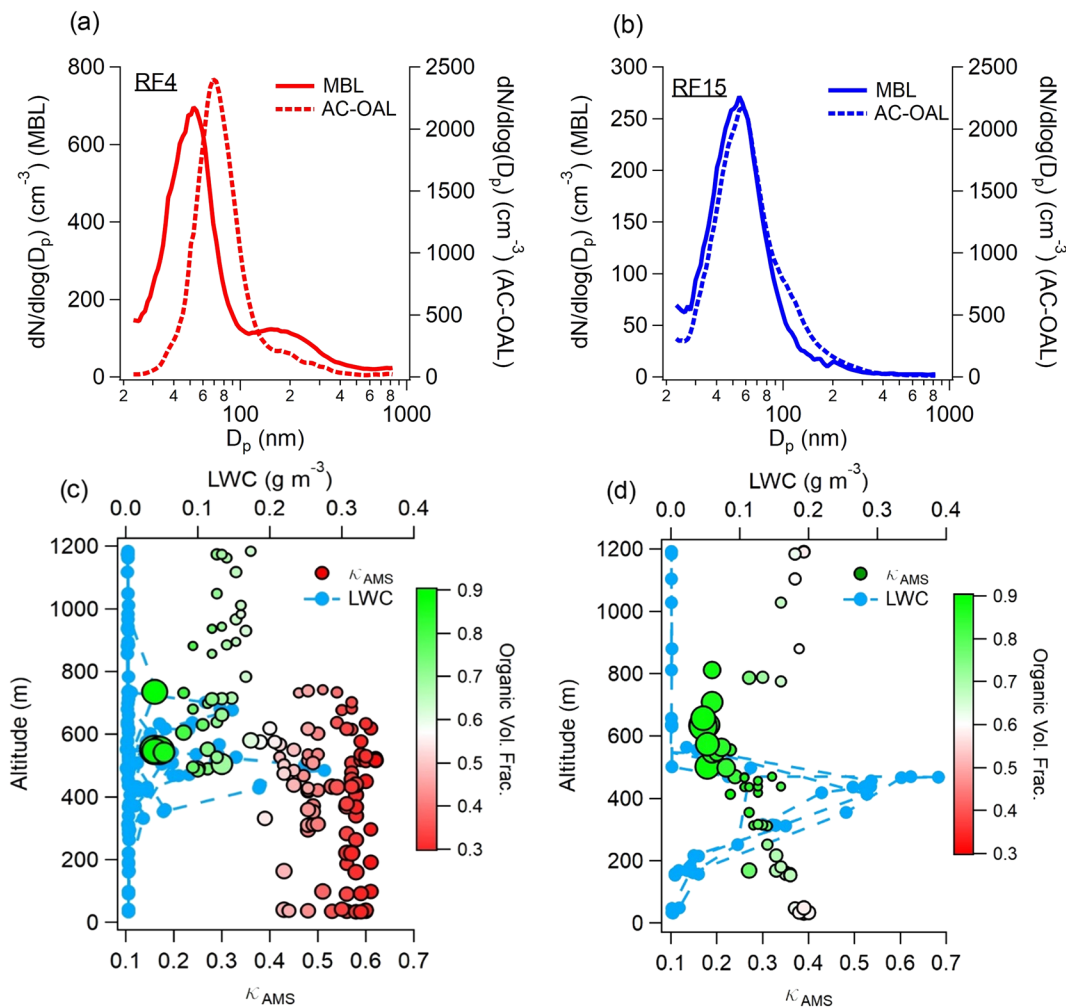 (a)
RF4
MBL
AC-OAL
dN/dlog(Dp) (cm-3) (MBL)
800
600
400
200
0
dN/dlog(Dp) (cm-3) (AC-OAL)
2500
2000
1500
1000
500
0
2 4 6 8 100 2 4 6 8 1000
Dp (nm)
(b)
RF15
MBL
AC-OAL
dN/dlog(Dp) (cm-3) (MBL)
300
250
200
150
100
50
0
dN/dlog(Dp) (cm-3) (AC-OAL)
2500
2000
1500
1000
500
0
2 4 6 8 100 2 4 6 8 1000
Dp (nm)
(c)
LWC (g m-3)
0.0 0.1 0.2 0.3 0.4
κAMS
LWC
Altitude (m)
1200
1000
800
600
400
200
0
0.1 0.2 0.3 0.4 0.5 0.6 0.7
κAMS
0.9
0.8
0.7
0.6
0.5
0.4
0.3
Organic Vol. Frac.
(d)
LWC (g m-3)
0.0 0.1 0.2 0.3 0.4
κAMS
LWC
Altitude (m)
1200
1000
800
600
400
200
0
0.1 0.2 0.3 0.4 0.5 0.6 0.7
κAMS
0.9
0.8
0.7
0.6
0.5
0.4
0.3
Organic Vol. Frac.